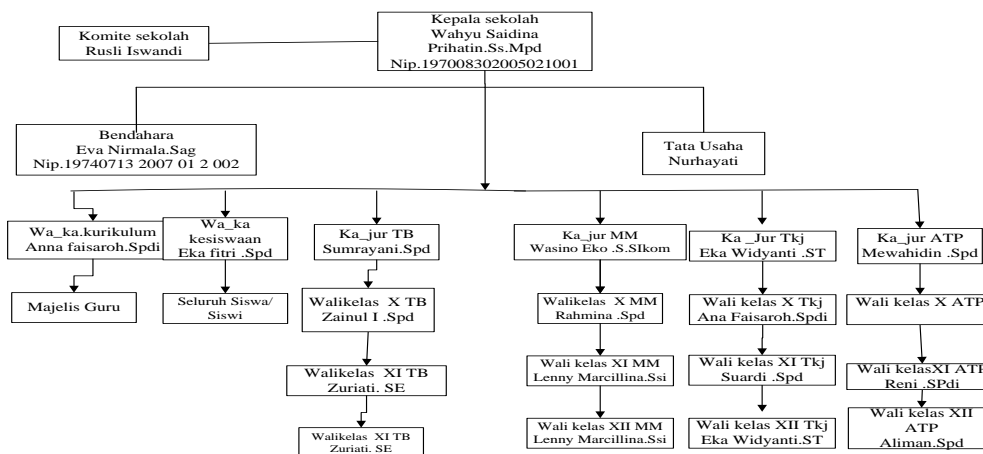 Komite sekolah
Rusli Iswandi
Kepala sekolah
Wahyu Saidina
Prihatin.Ss.Mpd
Nip.197008302005021001
Bendahara
Eva Nirmala.Sag
Nip.19740713 2007 01 2 002
Tata Usaha
Nurhayati
Wa_ka.kurikulum
Anna faisaroh.Spdi
Wa_ka
kesiswaan
Eka fitri .Spd
Ka_jur TB
Sumrayani.Spd
Ka_jur MM
Wasino Eko .S.SIkom
Ka _Jur Tkj
Eka Widyanti .ST
Ka_jur ATP
Mewahidin .Spd
Majelis Guru
Seluruh Siswa/
Siswi
Walikelas  X TB
Zainul I .Spd
Walikelas  X MM
Rahmina .Spd
Wali kelas X Tkj
Ana Faisaroh.Spdi
Wali kelas X ATP
Walikelas  XI TB
Zuriati. SE
Wali kelas XI MM
Lenny Marcillina.Ssi
Wali kelas XI Tkj
Suardi .Spd
Wali kelasXI ATP
Reni .SPdi
Walikelas  XI TB
Zuriati. SE
Wali kelas XII MM
Lenny Marcillina.Ssi
Wali kelas XII Tkj
Eka Widyanti.ST
Wali kelas XII
ATP
Aliman.Spd